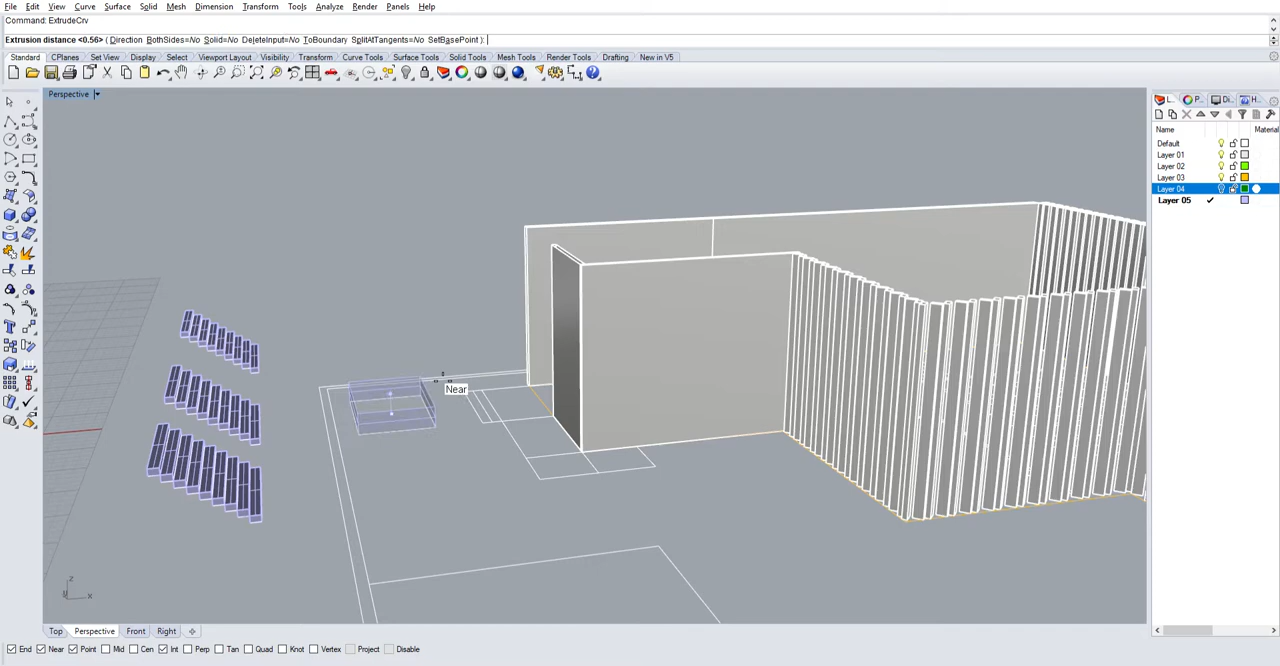 File Edit View Curve Surface Solid Mesh Dimension Transform Tools Analyze Render Panels Help
Command: ExtrudeCrv
Extrusion distance <0.56> ( Direction BothSides=No Solid=No DeleteInput=No ToBoundary SplitAtTangents=No SetBasePoint ):
Standard CPlanes Set View Display Select Viewport Layout Visibility Transform Curve Tools Surface Tools Solid Tools Mesh Tools Render Tools Drafting New in V5
Perspective
L... P... Di... H...
Name Material
Default
Layer 01
Layer 02
Layer 03
Layer 04
Layer 05
Near
z
y x
Top Perspective Front Right
End Near Point Mid Cen Int Perp Tan Quad Knot Vertex Project Disable